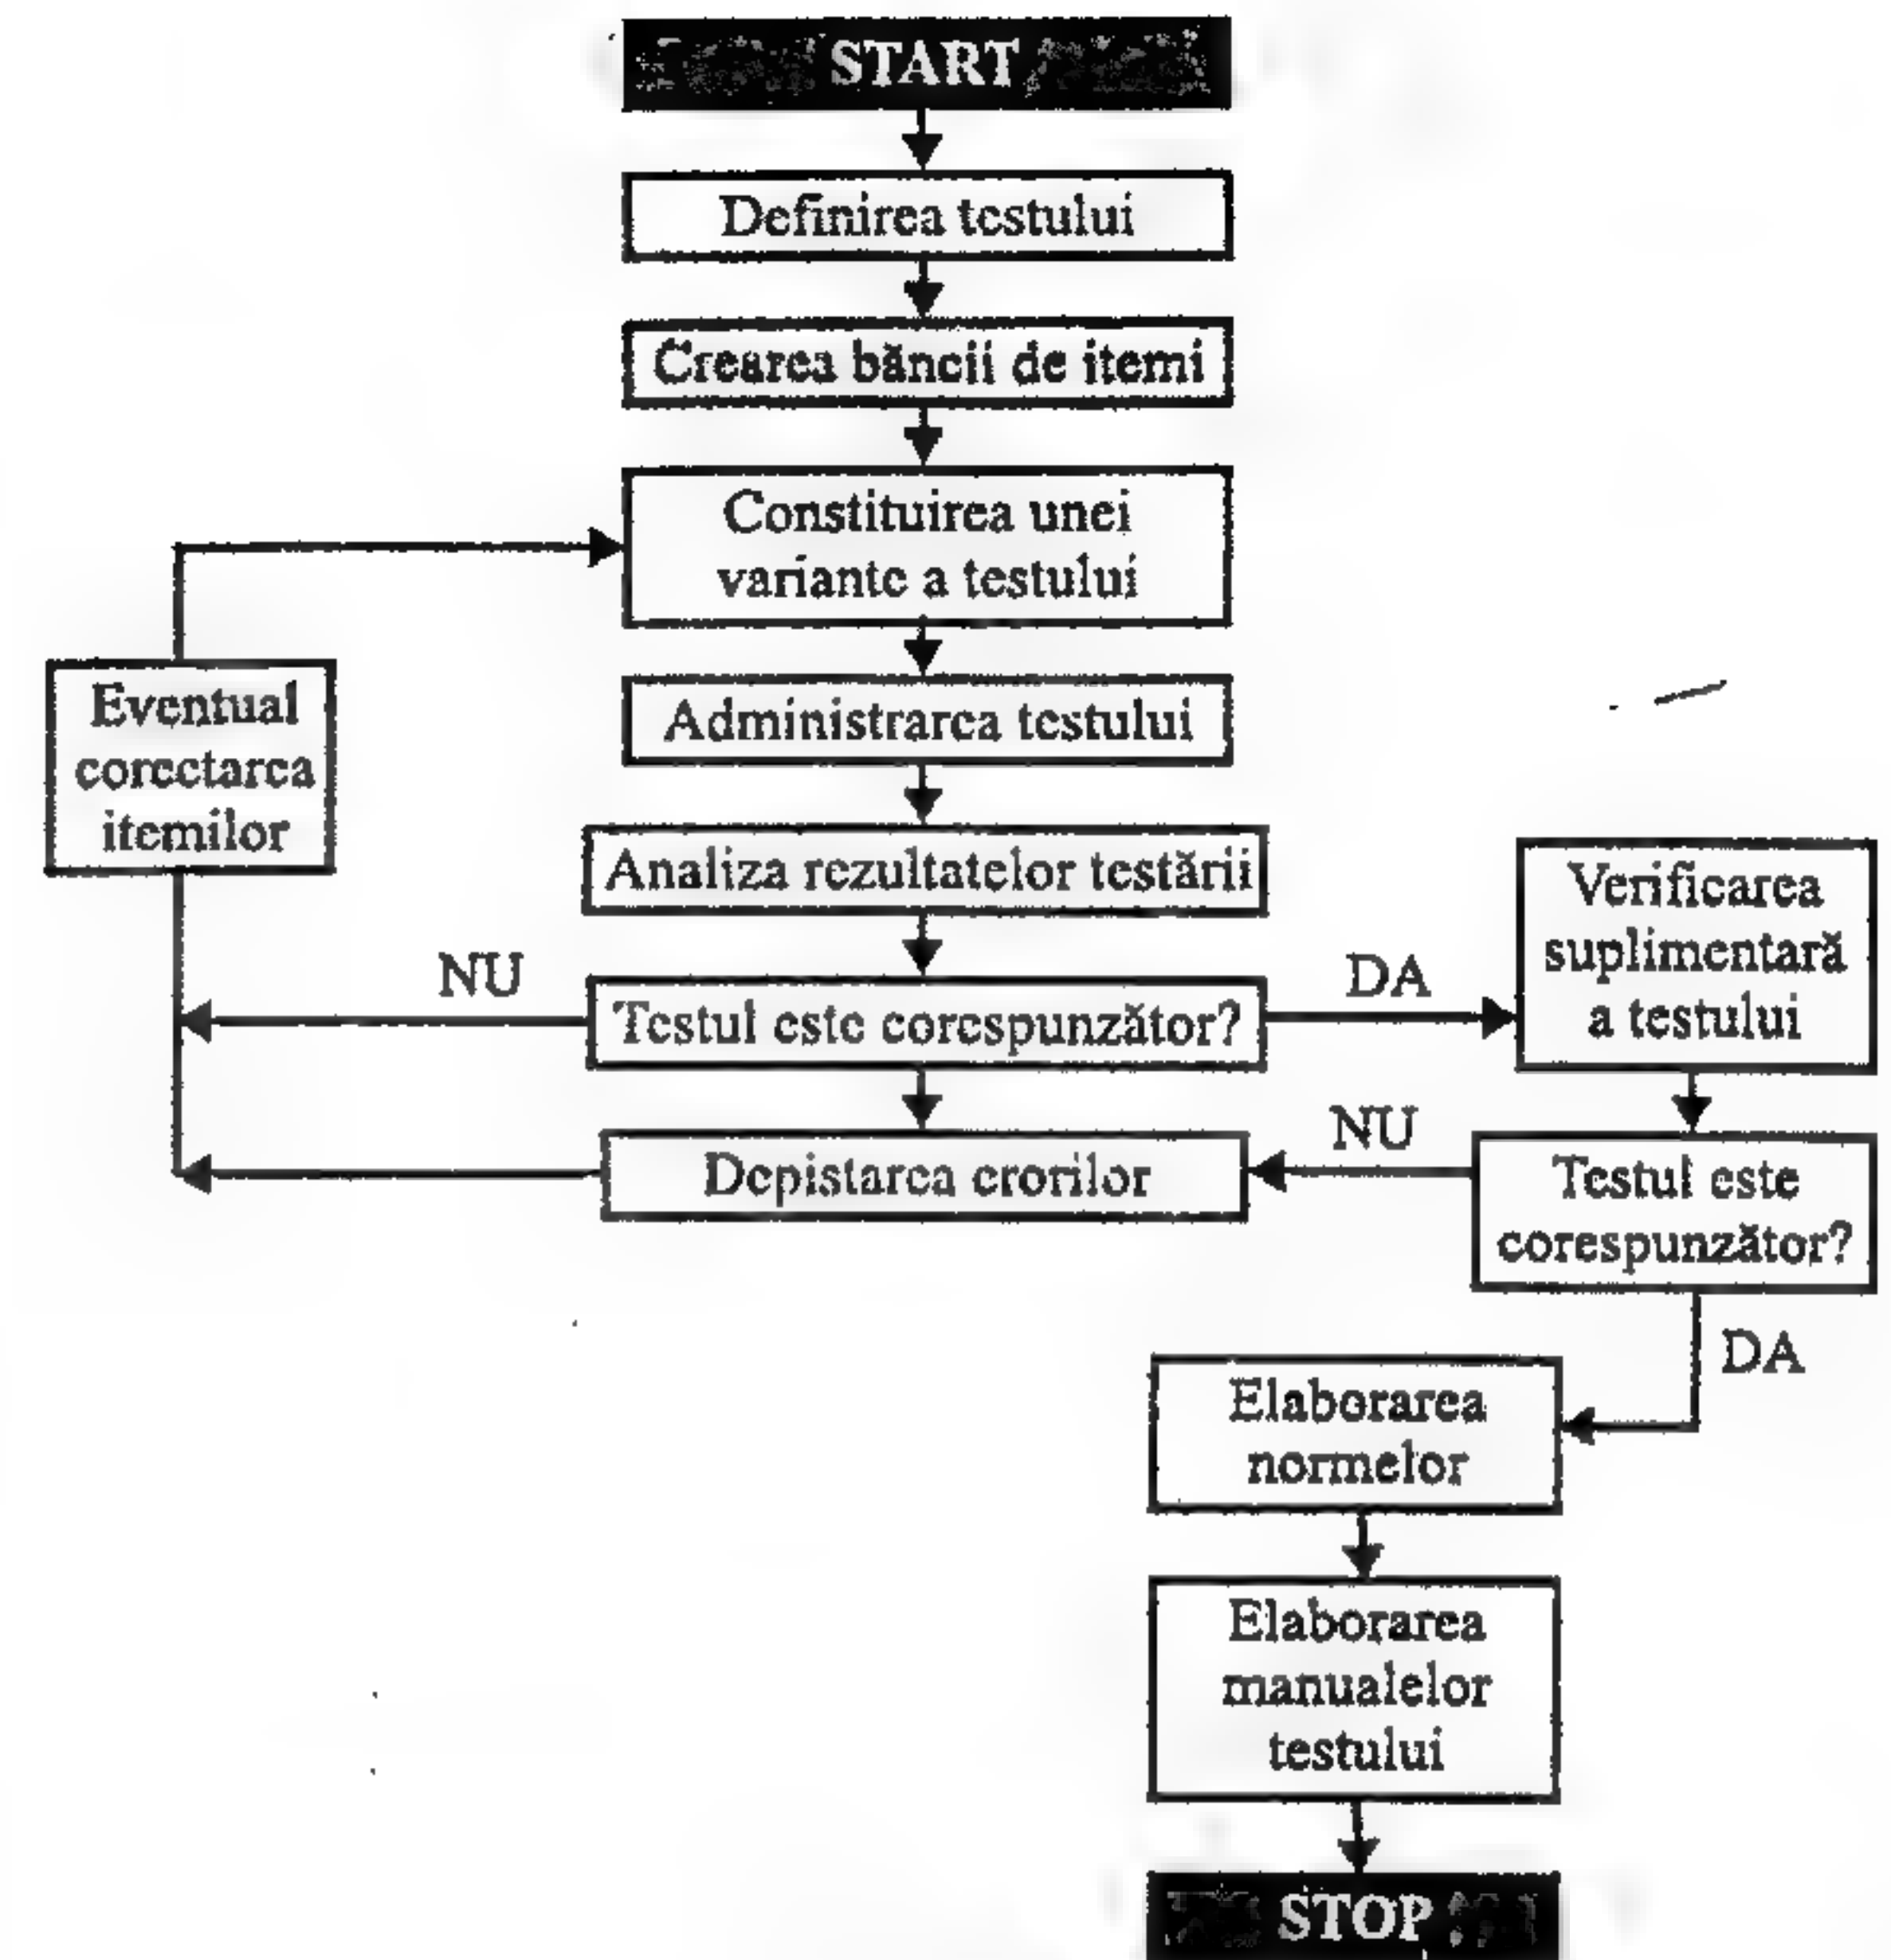 START
Definirea testului
Crearea băncii de itemi
Constituirea unei
variante a testului
Administrarea testului
Eventual
corectarea
itemilor
Analiza rezultatelor testării
Verificarea
suplimentară
a testului
NU
Testul este corespunzător?
DA
Depistarea erorilor
NU
Testul este
corespunzător?
DA
Elaborarea
normelor
Elaborarea
manualelor
testului
STOP